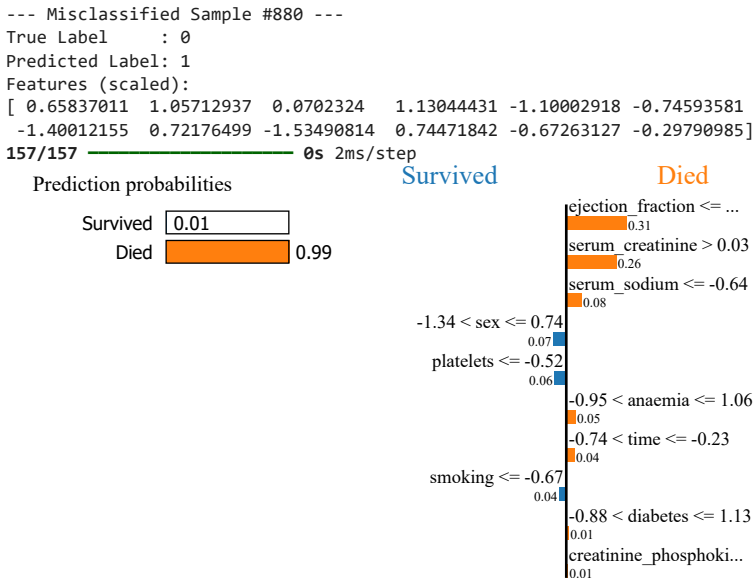 --- Misclassified Sample #880 ---
True Label : 0
Predicted Label: 1
Features (scaled):
[ 0.65837011 1.05712937 0.0702324 1.13044431 -1.10002918 -0.74593581
-1.40012155 0.72176499 -1.53490814 0.74471842 -0.67263127 -0.29790985]
157/157 ━━━━━━━━━━━━━━━━━━━━ 0s 2ms/step
Prediction probabilities
Survived 0.01
Died 0.99
Survived Died
ejection_fraction <= ...
0.31
serum_creatinine > 0.03
0.26
serum_sodium <= -0.64
0.08
-1.34 < sex <= 0.74
0.07
platelets <= -0.52
0.06
-0.95 < anaemia <= 1.06
0.05
-0.74 < time <= -0.23
0.04
smoking <= -0.67
0.04
-0.88 < diabetes <= 1.13
0.01
creatinine_phosphoki...
0.01